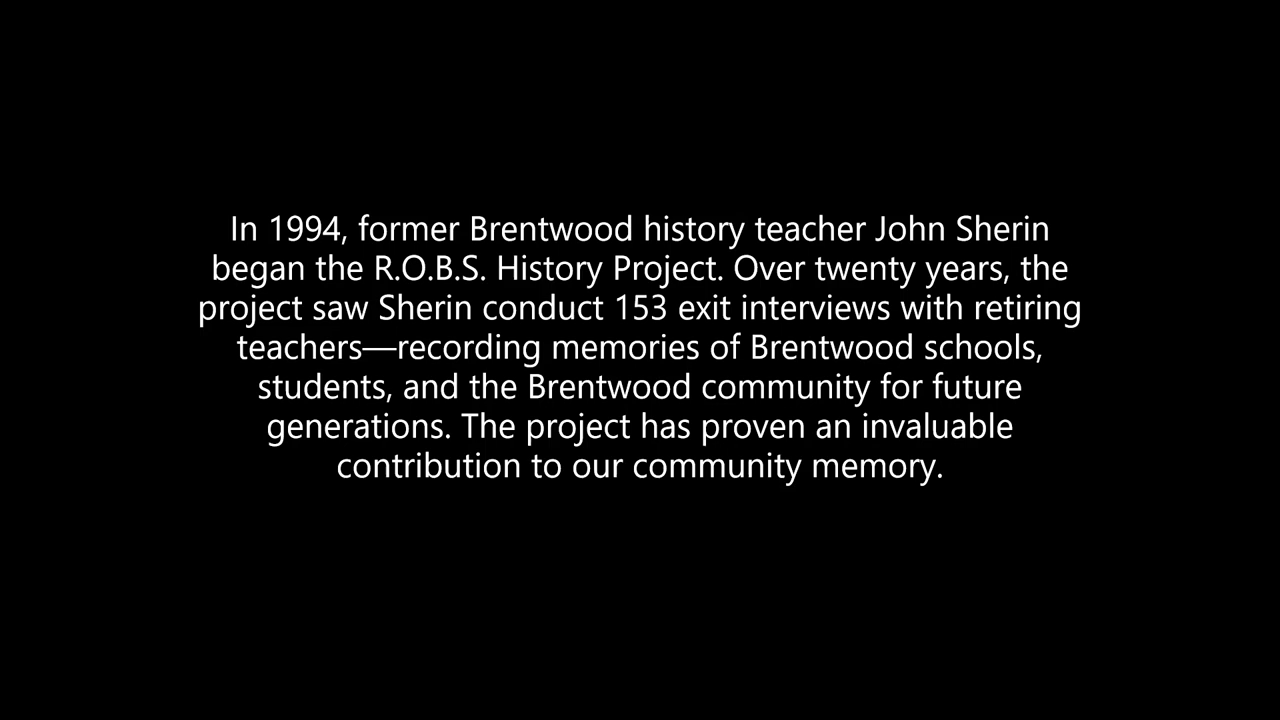 In 1994, former Brentwood history teacher John Sherin
began the R.O.B.S. History Project. Over twenty years, the
project saw Sherin conduct 153 exit interviews with retiring
teachers—recording memories of Brentwood schools,
students, and the Brentwood community for future
generations. The project has proven an invaluable
contribution to our community memory.